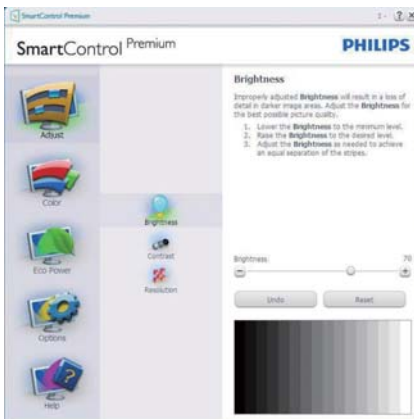 SmartControl Premium
SmartControl Premium
PHILIPS
Adjust
Color
Eco Power
Options
Help
Brightness
Contrast
Resolution
Brightness
Improperly adjusted Brightness will result in a loss of
detail in darker image areas. Adjust the Brightness for
the best possible picture quality.
1. Lower the Brightness to the minimum level.
2. Raise the Brightness to the desired level.
3. Adjust the Brightness as needed to achieve
an equal separation of the stripes.
Brightness 70
Undo Reset